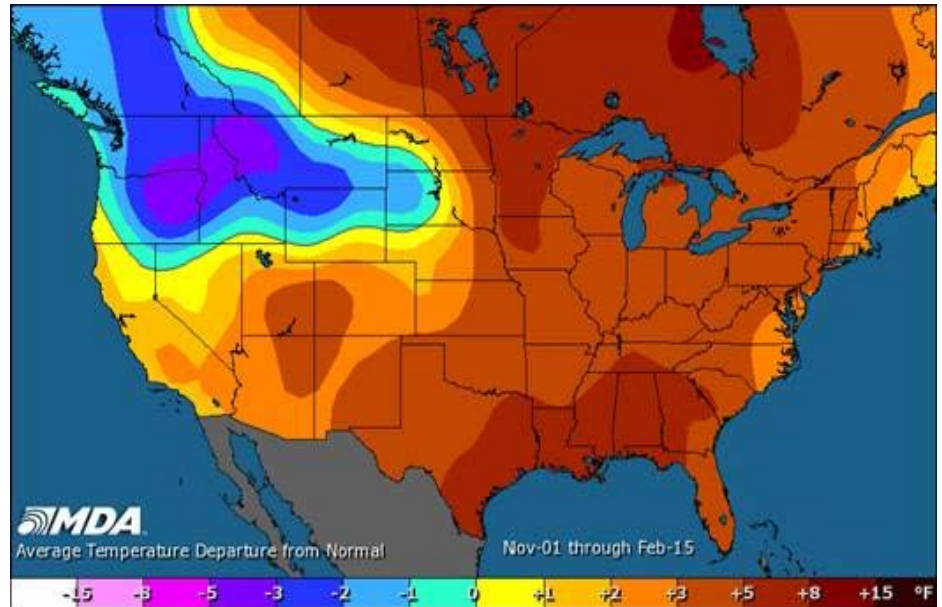 MDA
Average Temperature Departure from Normal
Nov-01 through Feb-15
-15 -8 -5 -3 -2 -1 0 +1 +2 +3 +5 +8 +15 °F